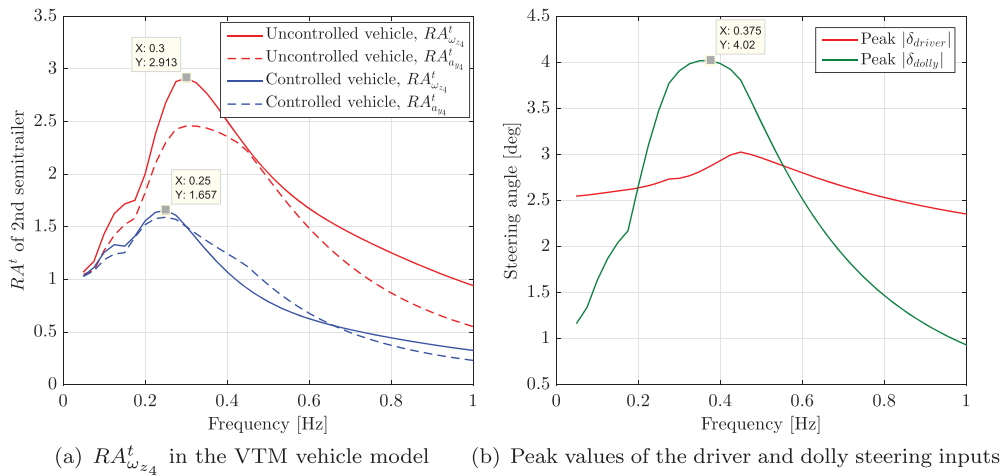 3.5
3
2.5
2
1.5
1
0.5
0
0
0.2
0.4
0.6
0.8
1
RA^t of 2nd semitrailer
Frequency [Hz]
X: 0.3
Y: 2.913
X: 0.25
Y: 1.657
Uncontrolled vehicle, RA^t_{ω_{z_4}}
Uncontrolled vehicle, RA^t_{a_{y_4}}
Controlled vehicle, RA^t_{ω_{z_4}}
Controlled vehicle, RA^t_{a_{y_4}}
(a) RA^t_{ω_{z_4}} in the VTM vehicle model
4.5
4
3.5
3
2.5
2
1.5
1
0.5
0
0.2
0.4
0.6
0.8
1
Steering angle [deg]
Frequency [Hz]
X: 0.375
Y: 4.02
Peak |δ_{driver}|
Peak |δ_{dolly}|
(b) Peak values of the driver and dolly steering inputs